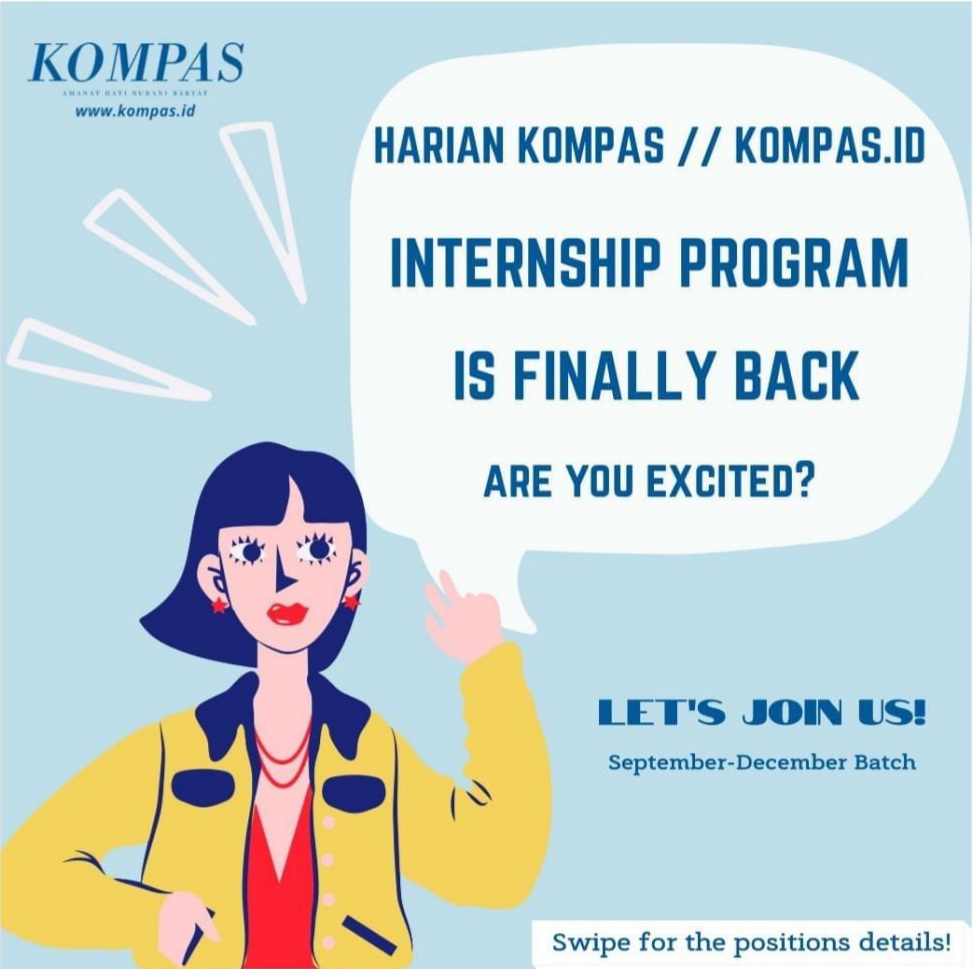 KOMPAS
AMANAT HATI NURANI RAKYAT
www.kompas.id
HARIAN KOMPAS // KOMPAS.ID
INTERNSHIP PROGRAM
IS FINALLY BACK
ARE YOU EXCITED?
LET'S JOIN US!
September-December Batch
Swipe for the positions details!